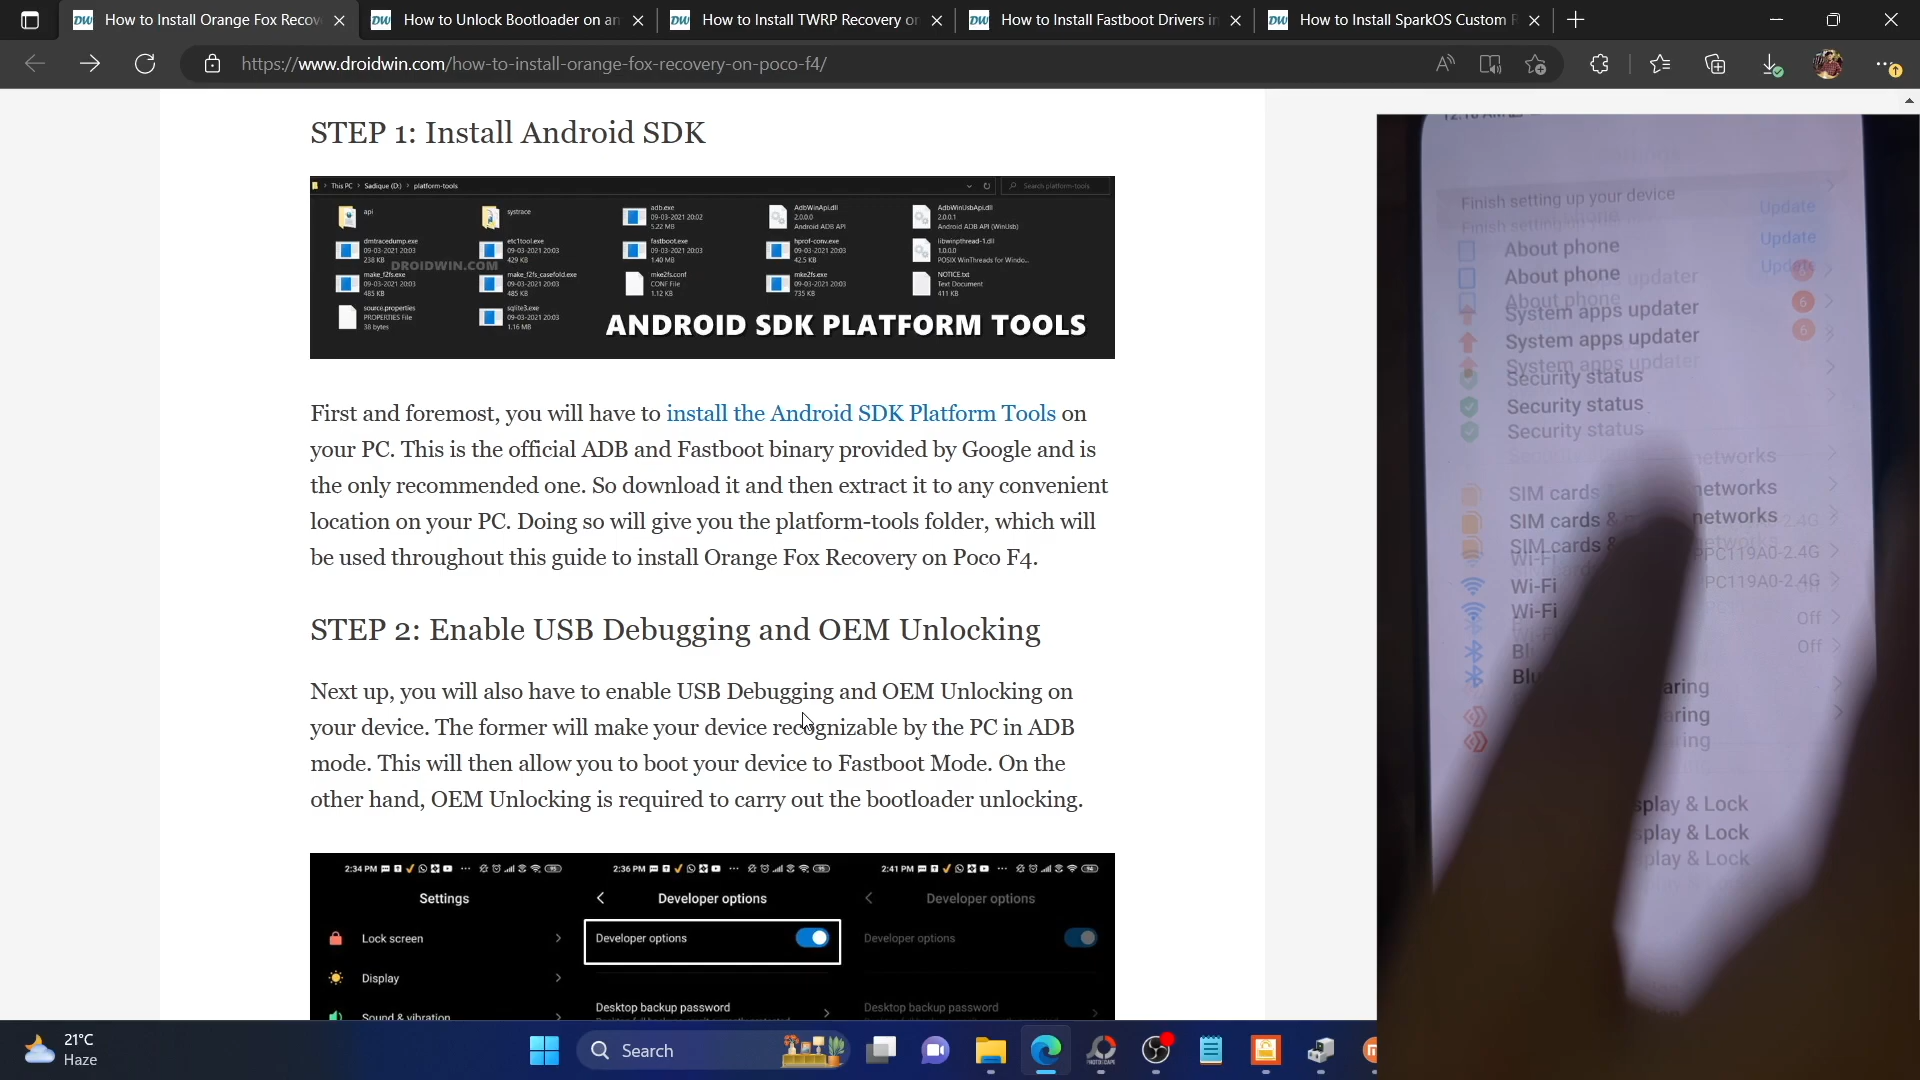 How to Install Orange Fox Recov
How to Unlock Bootloader on an
How to Install TWRP Recovery or
How to Install Fastboot Drivers in
How to Install SparkOS Custom R
https://www.droidwin.com/how-to-install-orange-fox-recovery-on-poco-f4/
STEP 1: Install Android SDK
This PC > Sadique (D:) > platform-tools
Search platform-tools
api
systrace
adb.exe
09-03-2021 20:02
5.22 MB
AdbWinApi.dll
2.0.0.0
Android ADB API
AdbWinUsbApi.dll
2.0.0.1
Android ADB API (WinUsb)
dmtracedump.exe
09-03-2021 20:03
238 KB
etc1tool.exe
09-03-2021 20:03
429 KB
fastboot.exe
09-03-2021 20:03
1.40 MB
hprof-conv.exe
09-03-2021 20:03
42.5 KB
libwinpthread-1.dll
1.0.0.0
POSIX WinThreads for Windo...
DROIDWIN.COM
make_f2fs.exe
09-03-2021 20:03
485 KB
make_f2fs_casefold.exe
09-03-2021 20:03
485 KB
mke2fs.conf
CONF File
1.12 KB
mke2fs.exe
09-03-2021 20:03
735 KB
NOTICE.txt
Text Document
411 KB
source.properties
PROPERTIES File
38 bytes
sqlite3.exe
09-03-2021 20:03
1.16 MB
ANDROID SDK PLATFORM TOOLS
First and foremost, you will have to install the Android SDK Platform Tools on
your PC. This is the official ADB and Fastboot binary provided by Google and is
the only recommended one. So download it and then extract it to any convenient
location on your PC. Doing so will give you the platform-tools folder, which will
be used throughout this guide to install Orange Fox Recovery on Poco F4.
STEP 2: Enable USB Debugging and OEM Unlocking
Next up, you will also have to enable USB Debugging and OEM Unlocking on
your device. The former will make your device recognizable by the PC in ADB
mode. This will then allow you to boot your device to Fastboot Mode. On the
other hand, OEM Unlocking is required to carry out the bootloader unlocking.
2:34 PM
Settings
Lock screen
Display
Sound & vibration
2:36 PM
Developer options
Developer options
Desktop backup password
2:41 PM
Developer options
Developer options
Desktop backup password
Finish setting up your device
Update
About phone
Update
About phone
About phone
System apps updater
6
System apps updater
6
System apps updater
Security status
Security status
Security status
networks
SIM cards & networks
SIM cards & networks
SIM cards &
Wi-Fi
PPC119A0-2.4G
Wi-Fi
PC119A0-2.4G
Wi-Fi
Off
Off
Blu
aring
aring
aring
splay & Lock
splay & Lock
play & Lock
21°C
Haze
Search